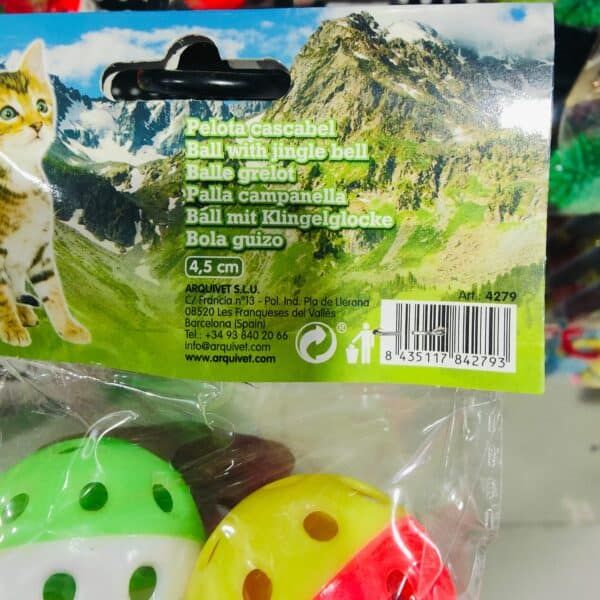 Pelota cascabel
Ball with jingle bell
Balle grelot
Palla campanella
Ball mit Klingelglocke
Bola guizo
4,5 cm
ARQUIVET S.L.U.
C/ Francia nº13 - Pol. Ind. Pla de Llerona
08520 Les Franqueses del Vallés
Barcelona (Spain)
Tel.: +34 93 840 20 66
info@arquivet.com
www.arquivet.com
®
Art.: 4279
8 435117 842793